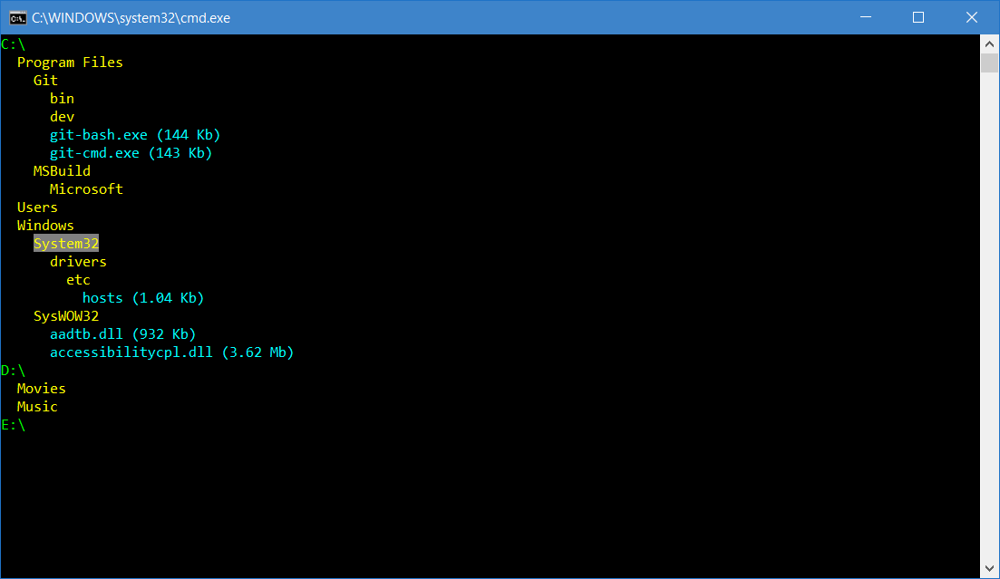 C:\WINDOWS\system32\cmd.exe
C:\
Program Files
Git
bin
dev
git-bash.exe (144 Kb)
git-cmd.exe (143 Kb)
MSBuild
Microsoft
Users
Windows
System32
drivers
etc
hosts (1.04 Kb)
SysWOW32
aadtb.dll (932 Kb)
accessibilitycpl.dll (3.62 Mb)
D:\
Movies
Music
E:\